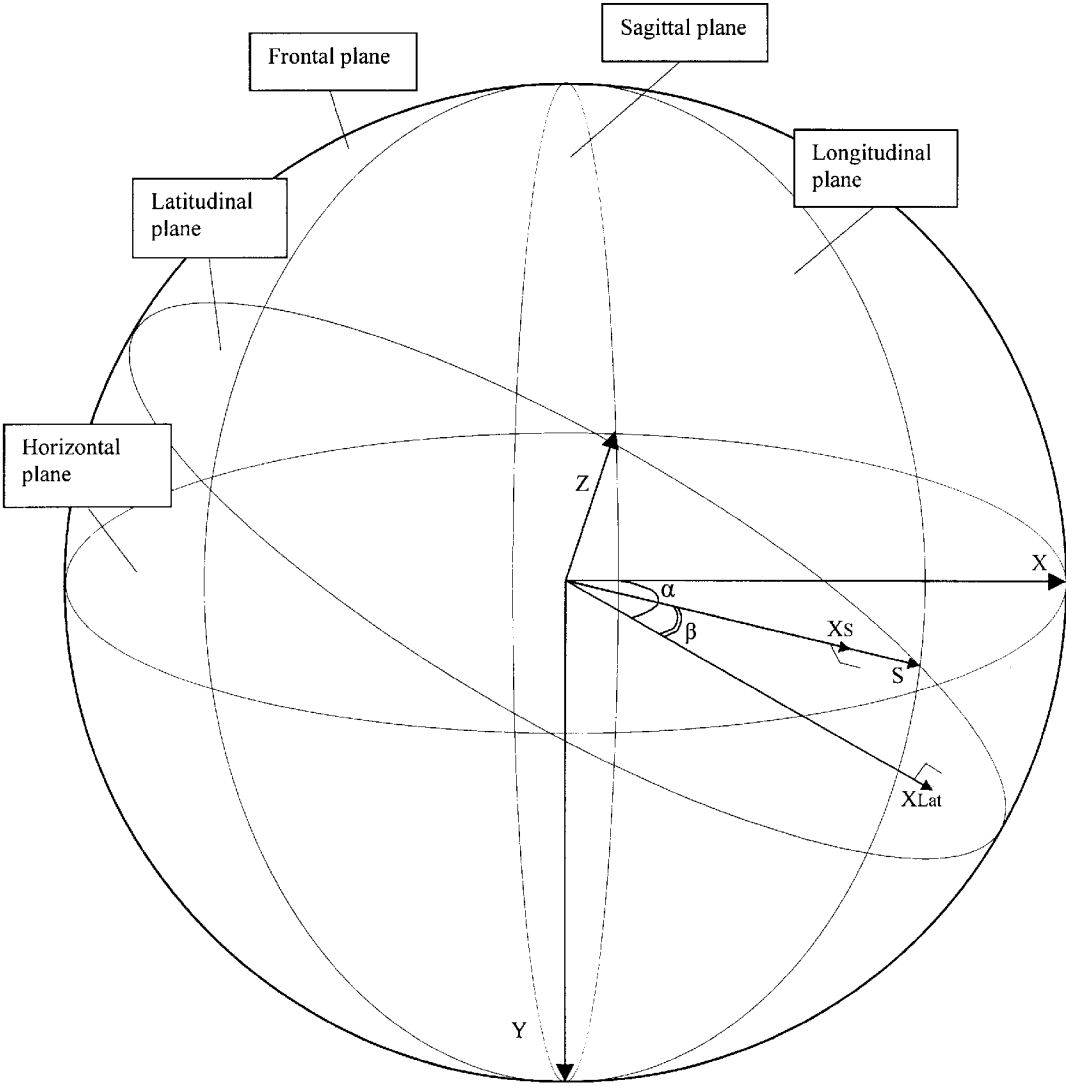 Sagittal plane
Frontal plane
Longitudinal
plane
Latitudinal
plane
Horizontal
plane
Z
X
α
XS
β
S
XLat
Y